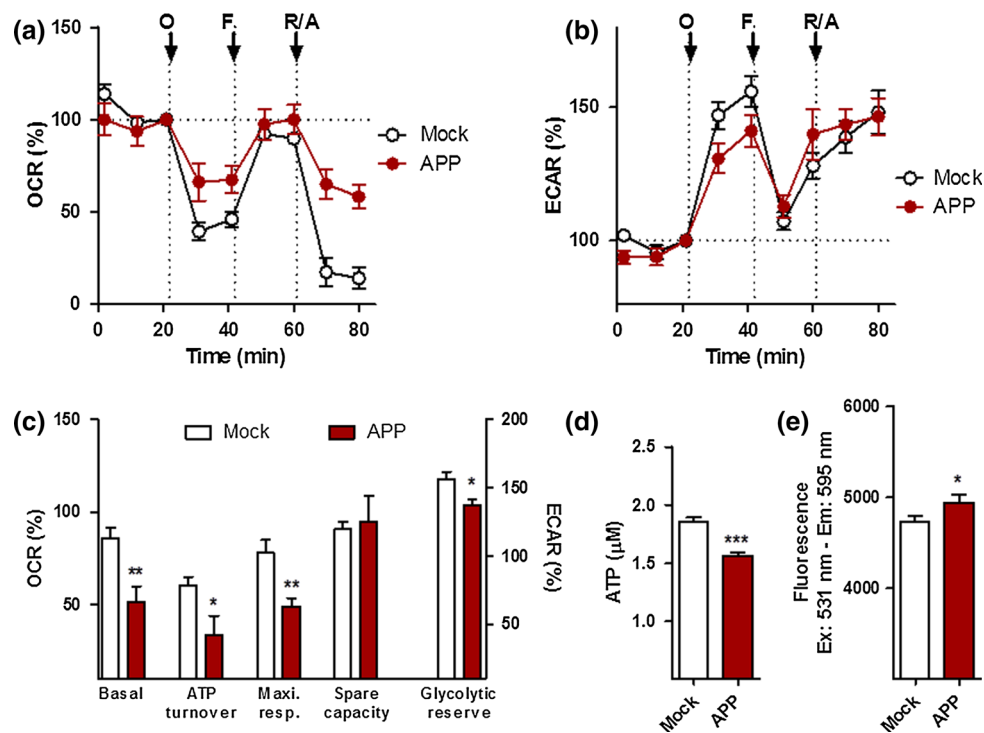 (a)
O
F
R/A
150
100
50
0
OCR (%)
0
20
40
60
80
Time (min)
Mock
APP
(b)
O
F
R/A
150
100
ECAR (%)
0
20
40
60
80
Time (min)
Mock
APP
(c)
150
100
50
OCR (%)
Mock
APP
200
150
100
50
ECAR (%)
**
*
**
*
Basal
ATP
turnover
Maxi.
resp.
Spare
capacity
Glycolytic
reserve
(d)
2.5
2.0
1.5
1.0
ATP (μM)
***
Mock
APP
(e)
6000
5000
4000
Fluorescence
Ex: 531 nm - Em: 595 nm
*
Mock
APP